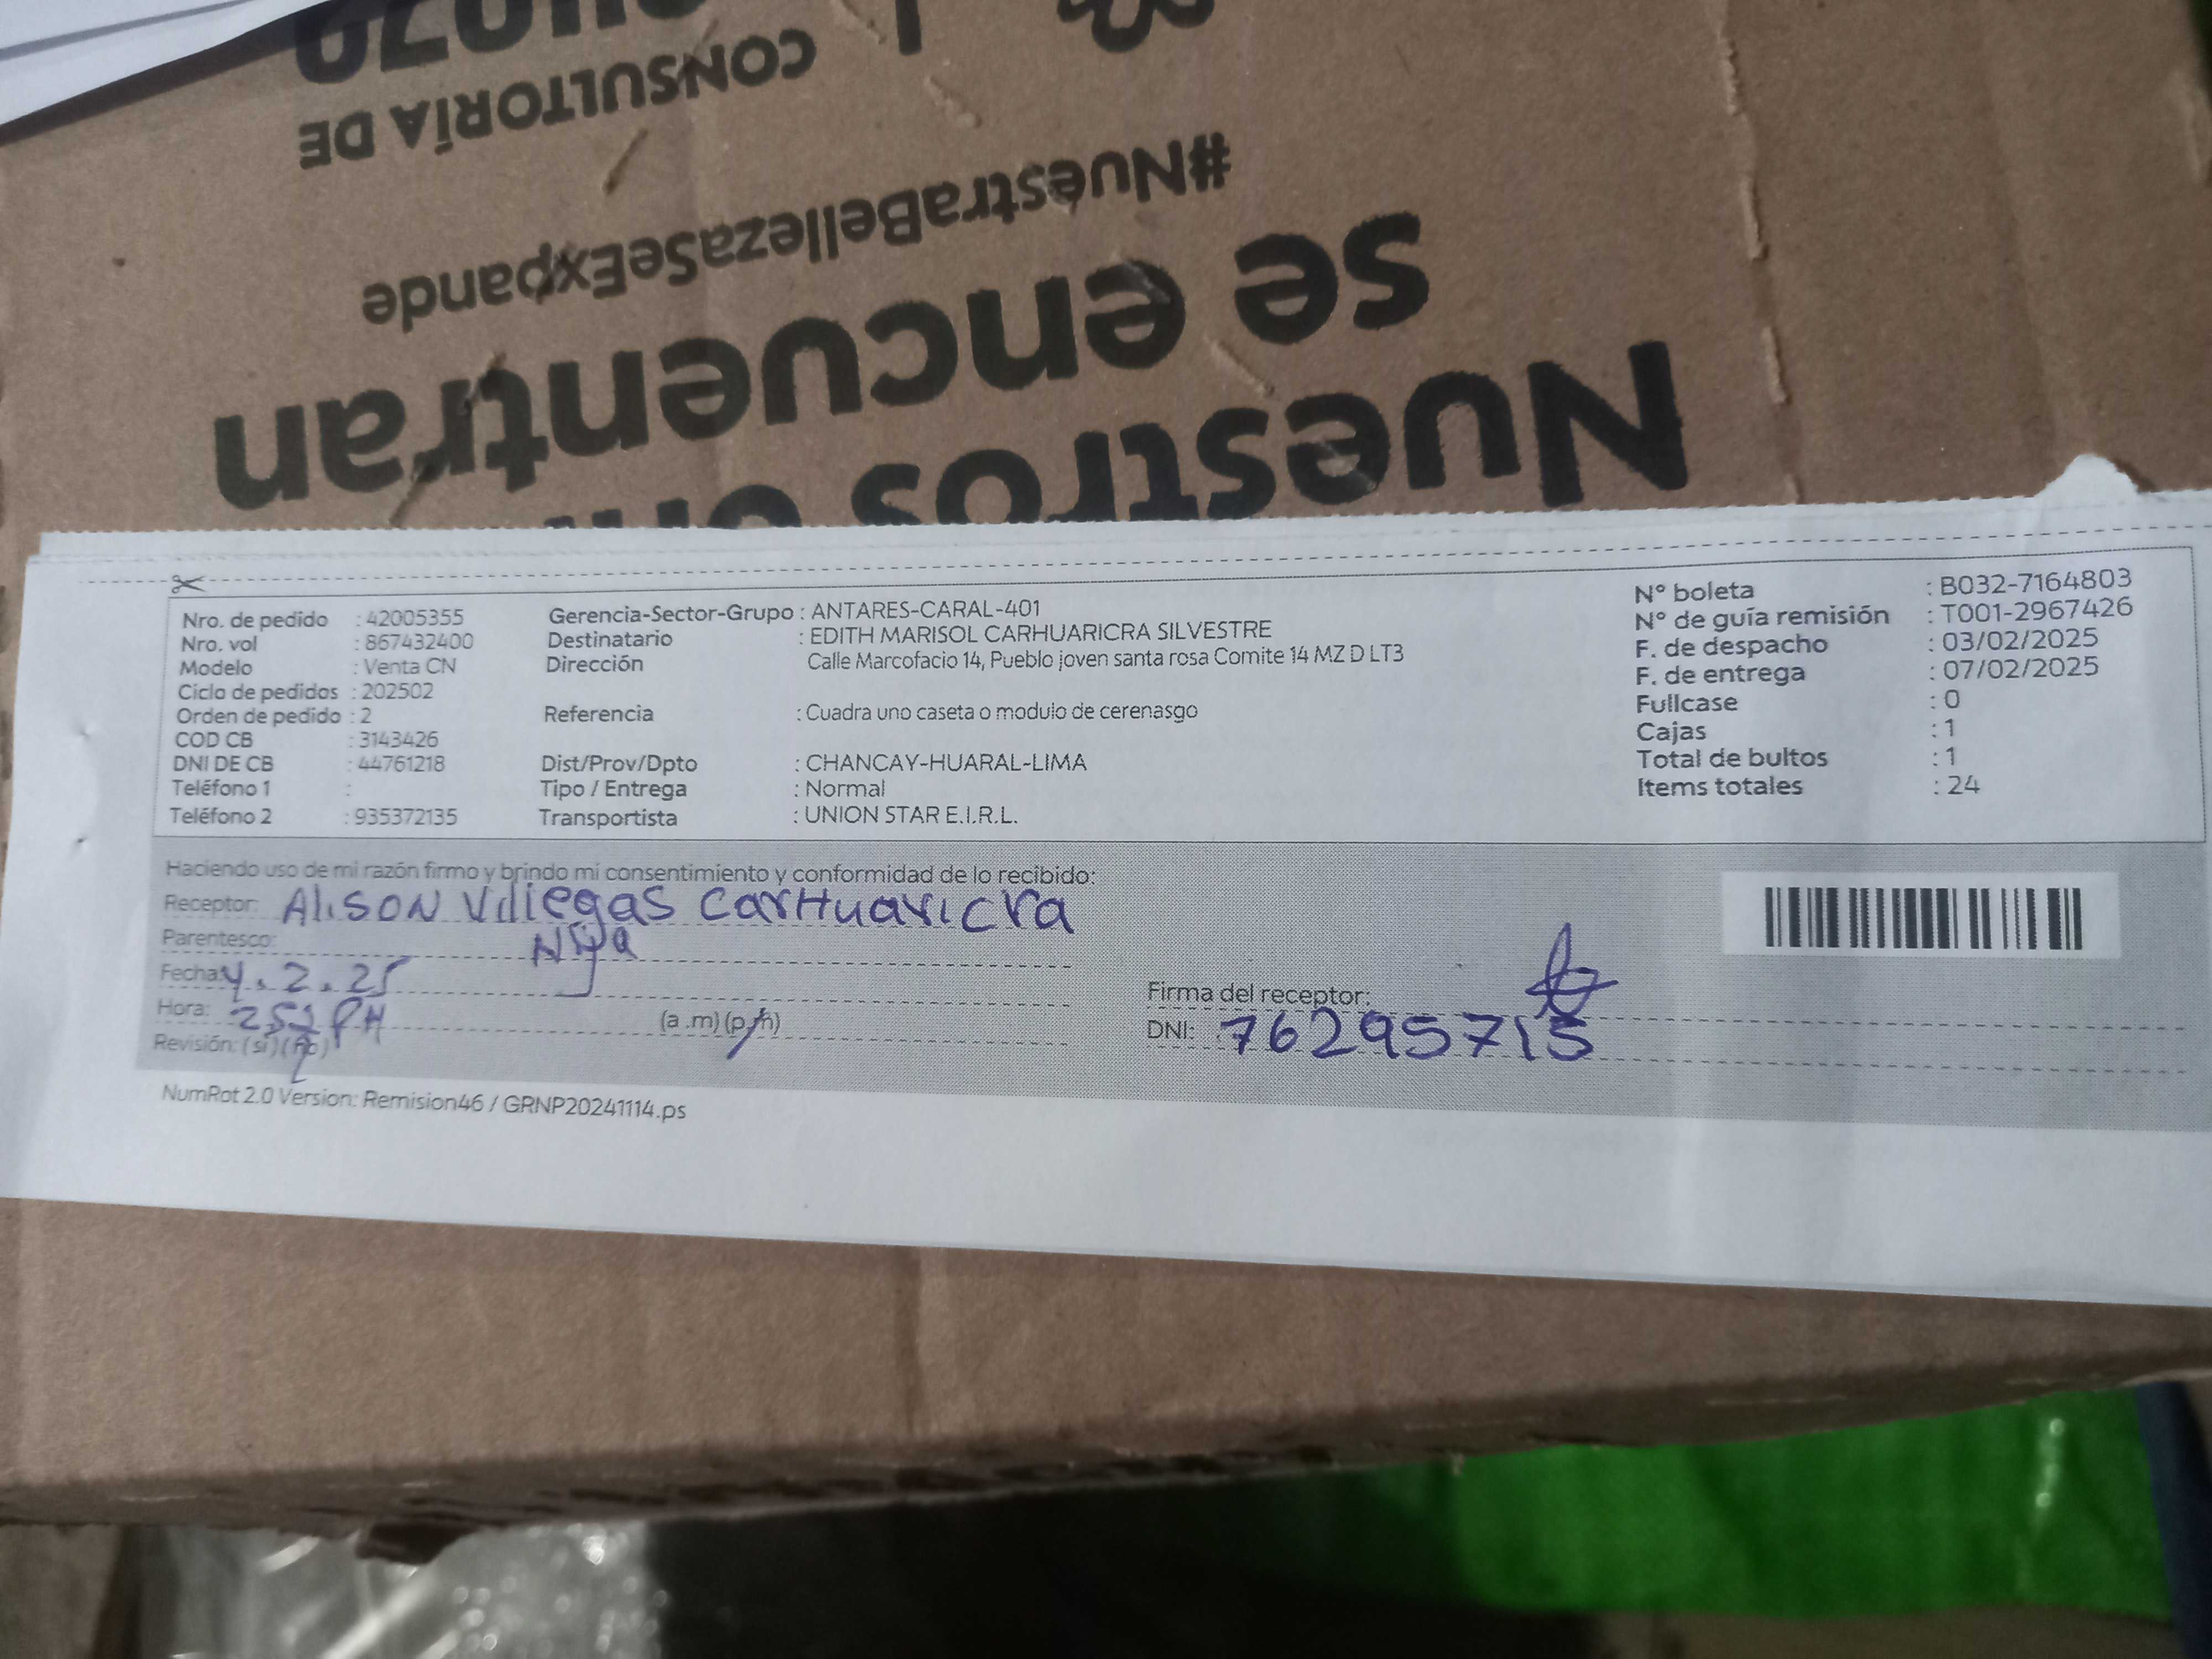 Nuestros
se encuentran
#NuestraBellezaSeExpande
CONSULTORÍA DE
Nro. de pedido : 42005355
Nro. vol : 867432400
Modelo : Venta CN
Ciclo de pedidos : 202502
Orden de pedido : 2
COD CB : 3143426
DNI DE CB : 44761218
Teléfono 1 :
Teléfono 2 : 935372135
Gerencia-Sector-Grupo : ANTARES-CARAL-401
Destinatario : EDITH MARISOL CARHUARICRA SILVESTRE
Dirección Calle Marcofacio 14, Pueblo joven santa rosa Comite 14 MZ D LT3
Referencia : Cuadra uno caseta o modulo de cerenasgo
Dist/Prov/Dpto : CHANCAY-HUARAL-LIMA
Tipo / Entrega : Normal
Transportista : UNION STAR E.I.R.L.
N° boleta : B032-7164803
N° de guía remisión : T001-2967426
F. de despacho : 03/02/2025
F. de entrega : 07/02/2025
Fullcase : 0
Cajas : 1
Total de bultos : 1
Items totales : 24
Haciendo uso de mi razón firmo y brindo mi consentimiento y conformidad de lo recibido:
Receptor: Alison Villegas CarHuaricra
Parentesco: Hija
Fecha: 4.2.25
Hora: 252 PM (a .m) (p.m)
Revisión: (si) (no)
Firma del receptor:
DNI: 76295715
NumRot 2.0 Version: Remision46 / GRNP20241114.ps